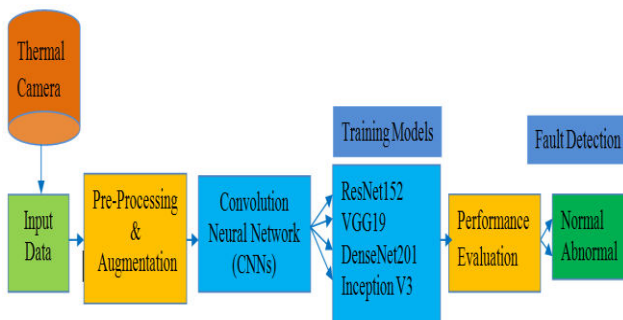 Thermal
Camera
Input
Data
Pre-Processing
&
Augmentation
Convolution
Neural Network
(CNNs)
Training Models
ResNet152
VGG19
DenseNet201
Inception V3
Performance
Evaluation
Fault Detection
Normal
Abnormal